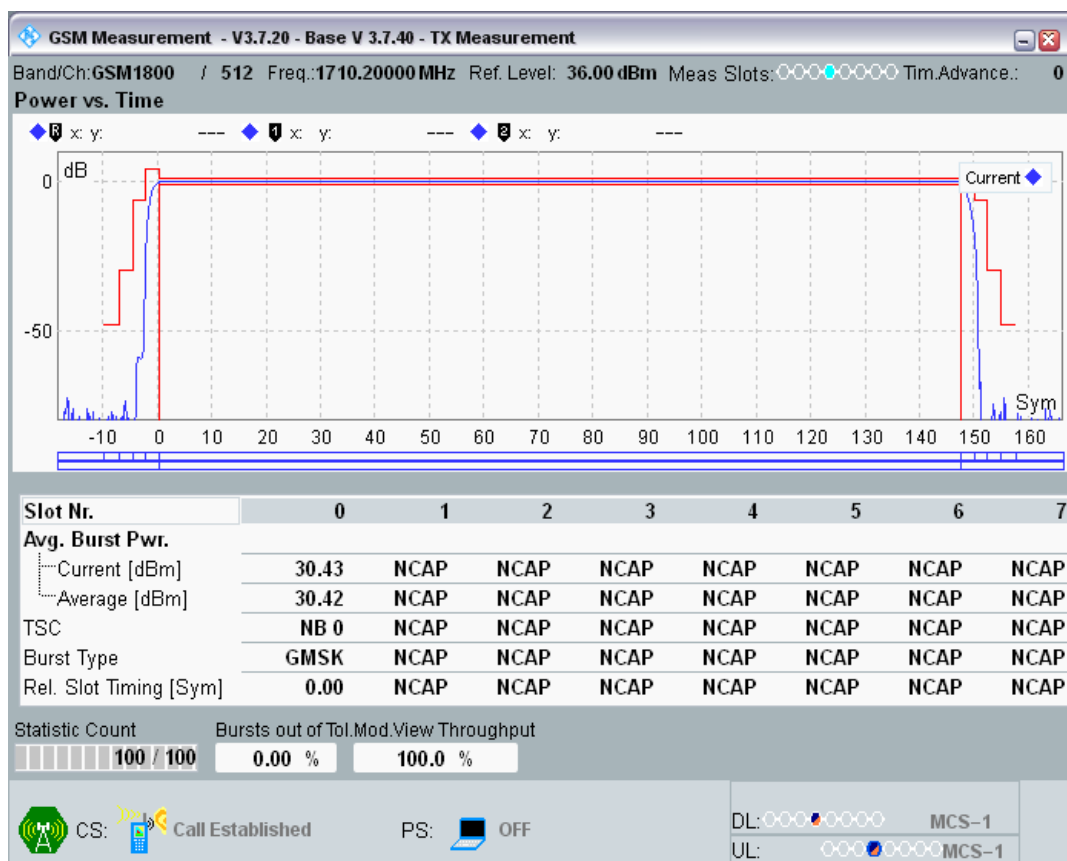 GSM Measurement - V3.7.20 - Base V 3.7.40 - TX Measurement
Band/Ch:GSM1800 / 512 Freq.:1710.20000 MHz Ref. Level: 36.00 dBm Meas Slots: Tim.Advance.: 0
Power vs. Time
R x: y: --- 1 x: y: --- 2 x: y: ---
dB
0
Current
-50
Sym
-10 0 10 20 30 40 50 60 70 80 90 100 110 120 130 140 150 160
Slot Nr. 0 1 2 3 4 5 6 7
Avg. Burst Pwr.
Current [dBm] 30.43 NCAP NCAP NCAP NCAP NCAP NCAP NCAP
Average [dBm] 30.42 NCAP NCAP NCAP NCAP NCAP NCAP NCAP
TSC NB 0 NCAP NCAP NCAP NCAP NCAP NCAP NCAP
Burst Type GMSK NCAP NCAP NCAP NCAP NCAP NCAP NCAP
Rel. Slot Timing [Sym] 0.00 NCAP NCAP NCAP NCAP NCAP NCAP NCAP
Statistic Count Bursts out of Tol.Mod.View Throughput
100 / 100 0.00 % 100.0 %
CS: Call Established PS: OFF DL: MCS-1
UL: MCS-1